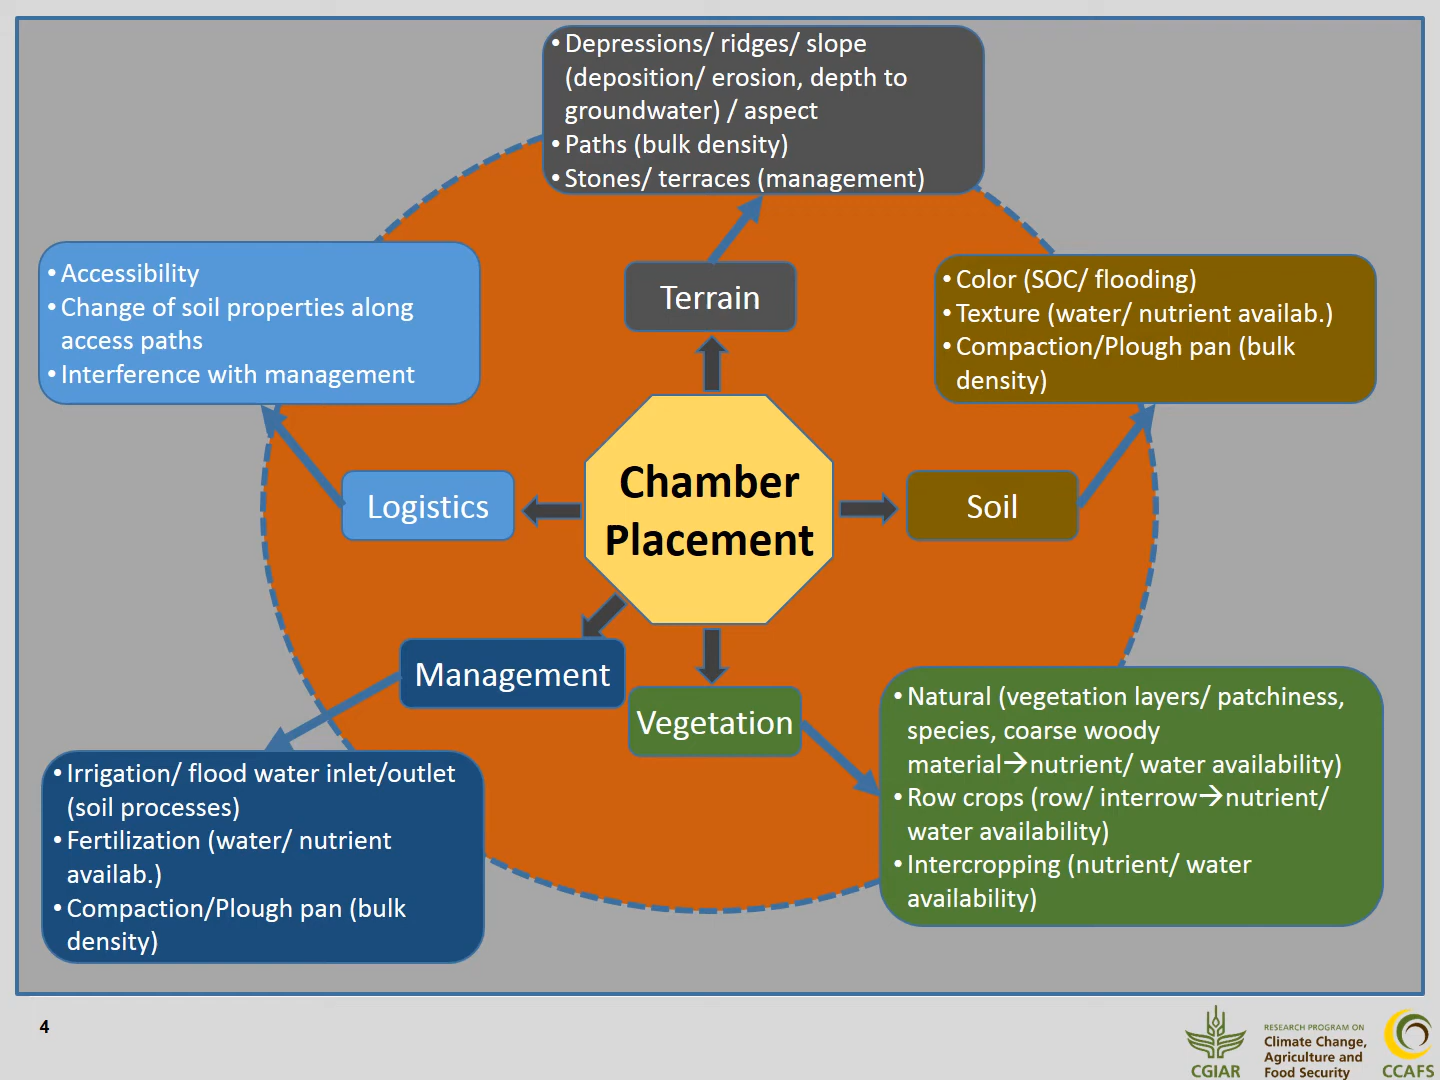 • Depressions/ ridges/ slope
(deposition/ erosion, depth to
groundwater) / aspect
• Paths (bulk density)
• Stones/ terraces (management)
• Accessibility
• Change of soil properties along
access paths
• Interference with management
Terrain
• Color (SOC/ flooding)
• Texture (water/ nutrient availab.)
• Compaction/Plough pan (bulk
density)
Logistics
Chamber
Placement
Soil
Management
Vegetation
• Irrigation/ flood water inlet/outlet
(soil processes)
• Fertilization (water/ nutrient
availab.)
• Compaction/Plough pan (bulk
density)
• Natural (vegetation layers/ patchiness,
species, coarse woody
material→nutrient/ water availability)
• Row crops (row/ interrow→nutrient/
water availability)
• Intercropping (nutrient/ water
availability)
4
CGIAR
RESEARCH PROGRAM ON
Climate Change,
Agriculture and
Food Security
CCAFS